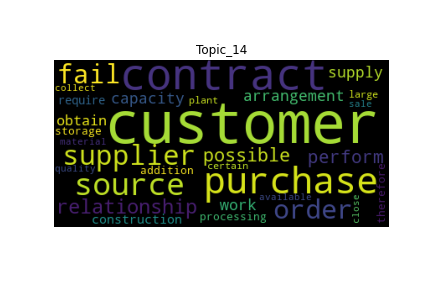 Topic_14
fail contract supply
collect
require capacity plant arrangement large
sale
obtain customer
storage
material
supplier possible perform
quality addition certain
source purchase therefore
available
relationship work order close
construction processing